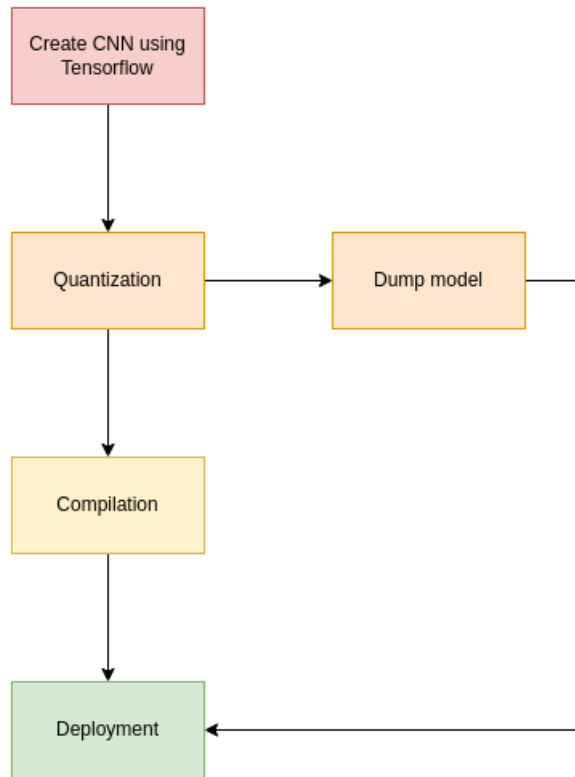 Create CNN using
Tensorflow
Quantization
Dump model
Compilation
Deployment